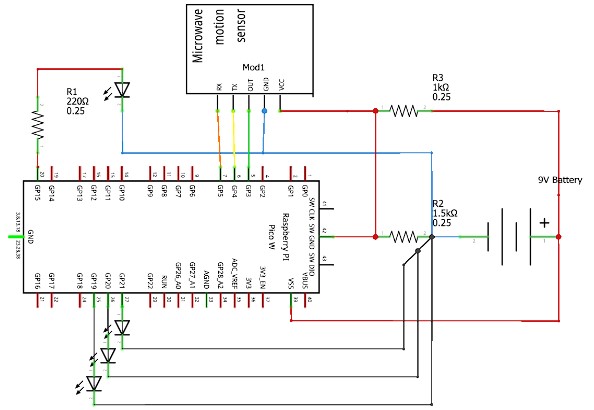 Microwave
motion
sensor
Mod1
RX
TX
OUT
GND
VCC
R1
220Ω
0.25
R3
1kΩ
0.25
9V Battery
R2
1.5kΩ
0.25
+
GP15
GP14
GP13
GP12
GP11
GP10
GP9
GP8
GP7
GP6
GP5
GP4
GP3
GP2
GP1
GP0
SW CLK
SW GND
SW DIO
Raspberry Pi
Pico W
GND
GP16
GP17
GP18
GP19
GP20
GP21
GP22
RUN
GP26_A0
GP27_A1
AGND
GP28_A2
ADC_VREF
3V3
3V3_EN
VSS
VBUS